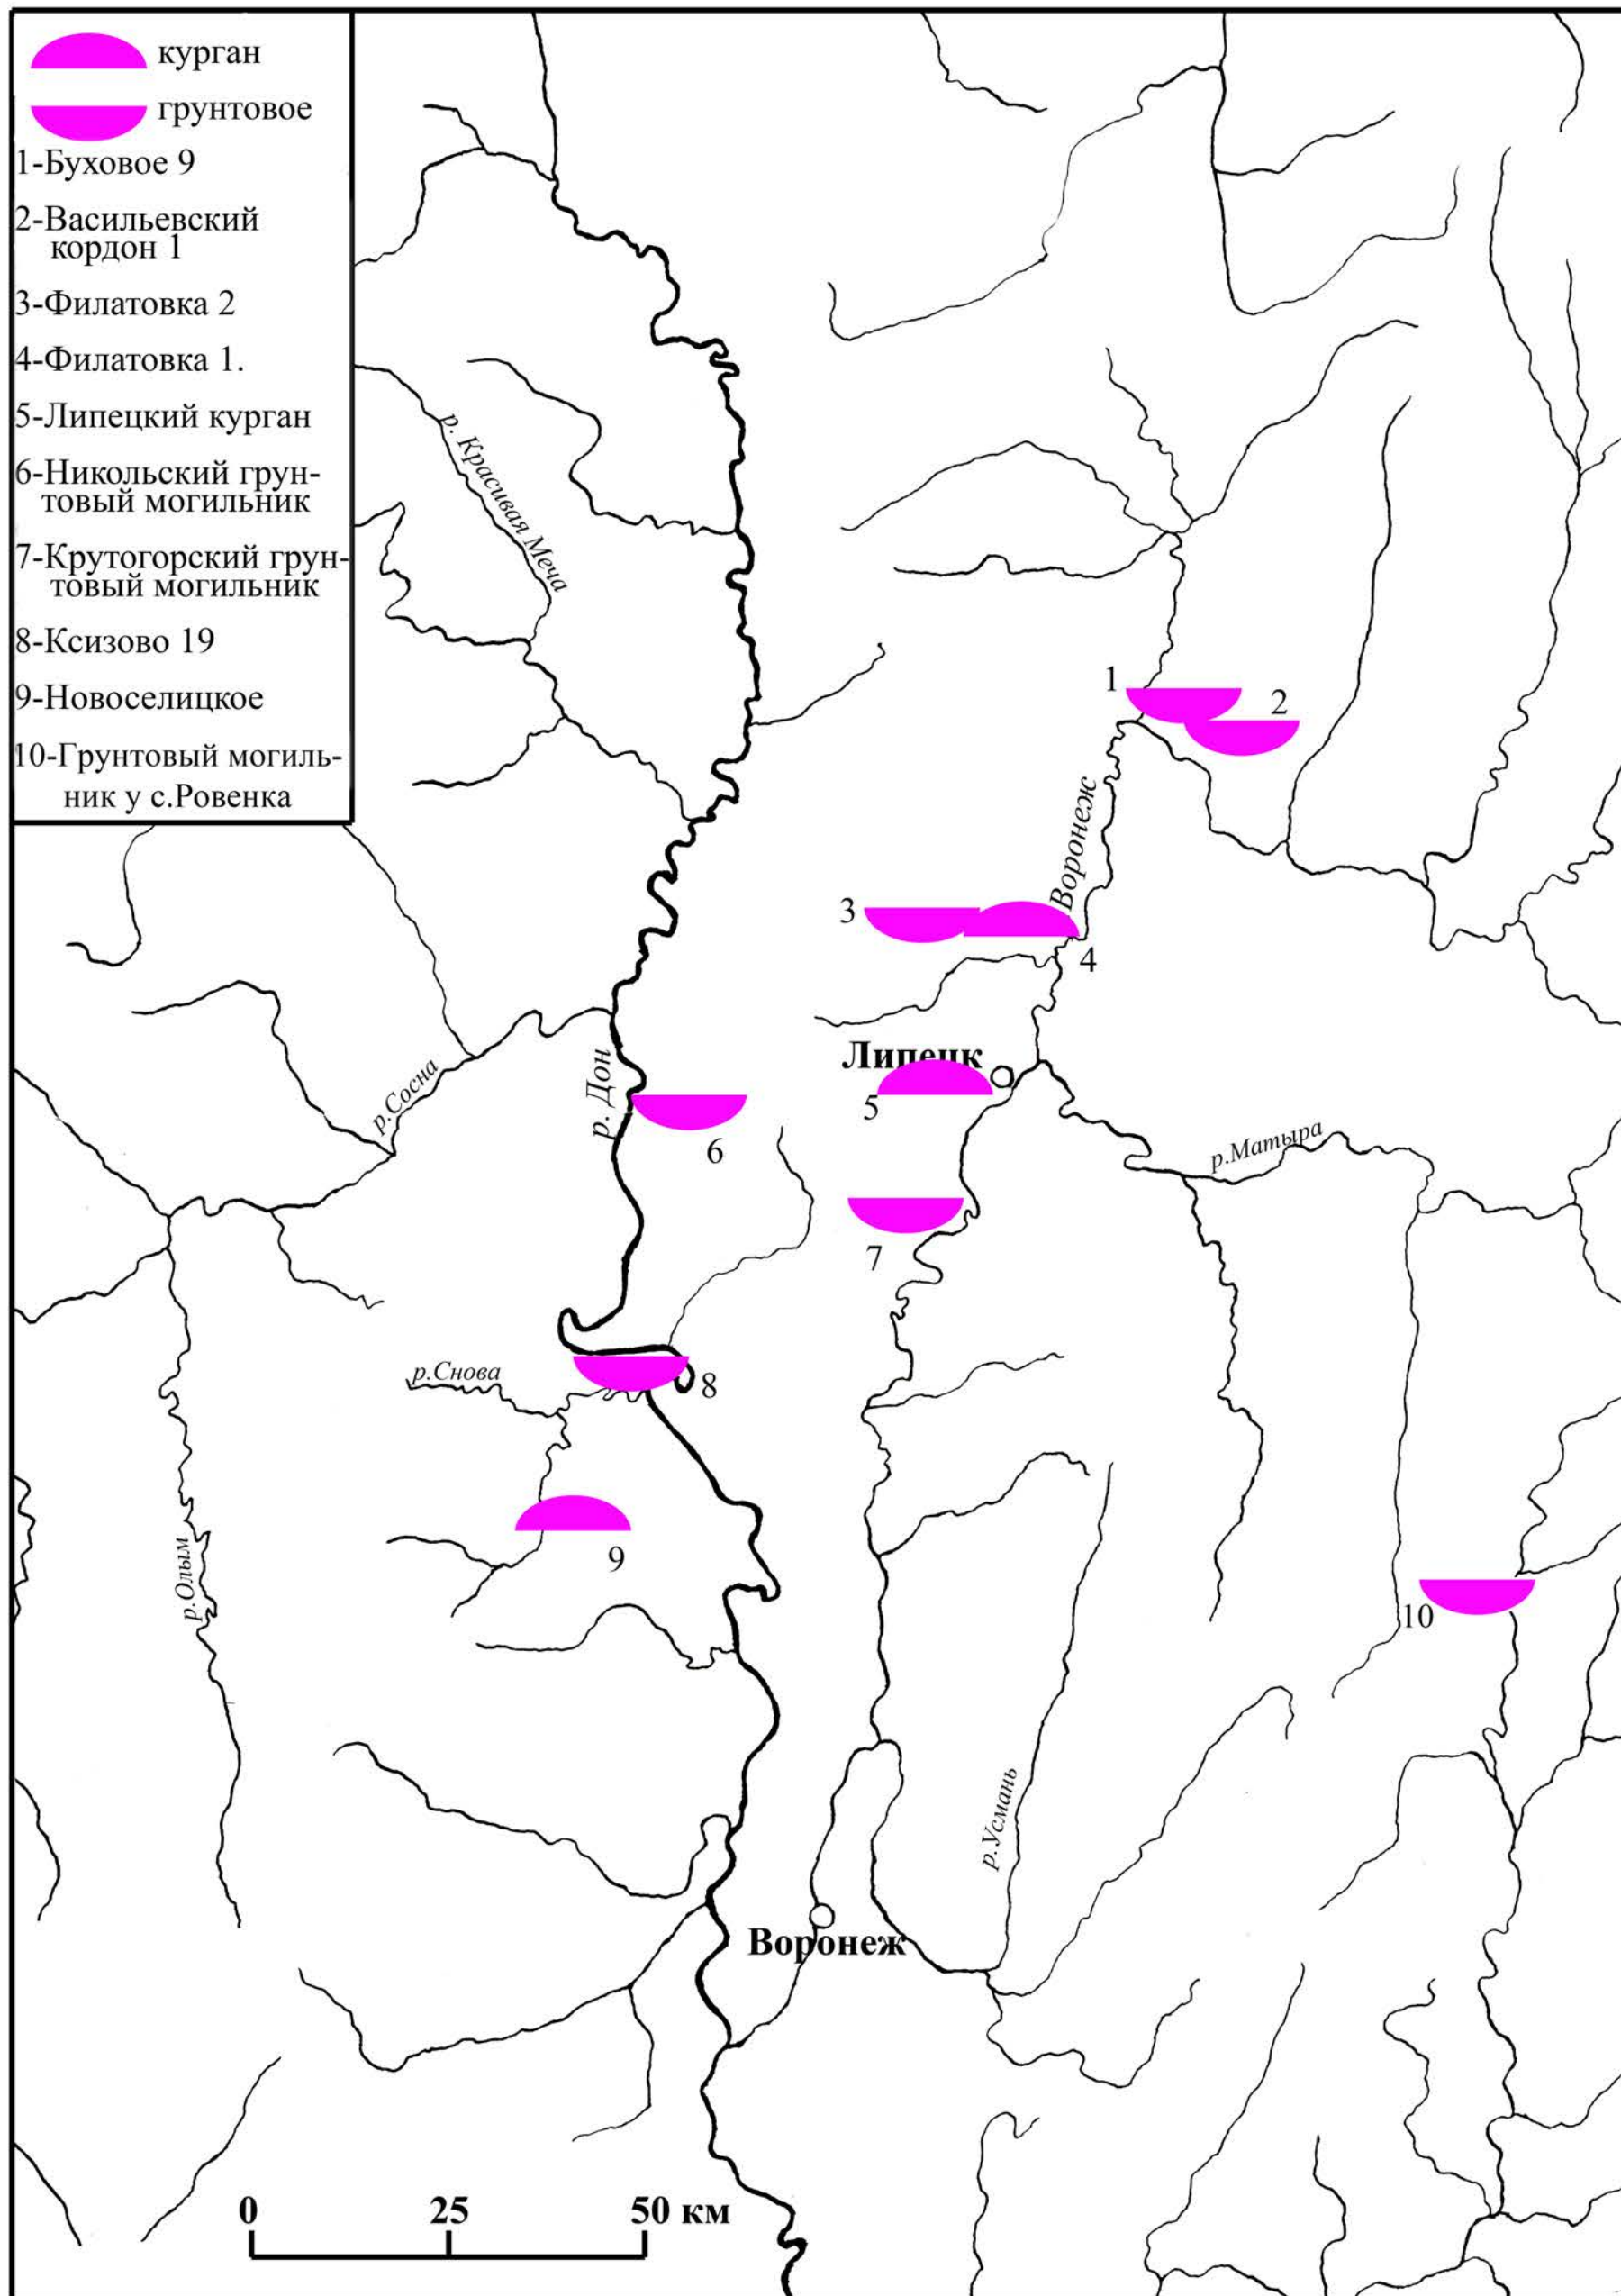 курган
грунтовое
1-Буховое 9
2-Васильевский
кордон 1
3-Филатовка 2
4-Филатовка 1.
5-Липецкий курган
6-Никольский грун-
товый могильник
7-Крутогорский грун-
товый могильник
8-Ксизово 19
9-Новоселицкое
10-Грунтовый могиль-
ник у с.Ровенка
р. Красивая Меча
1
2
Воронеж
3
4
Липецк
5
р.Сосна
р. Дон
6
р.Матыра
7
р.Снова
8
9
р.Олым
10
р.Усмань
Воронеж
0 25 50 км